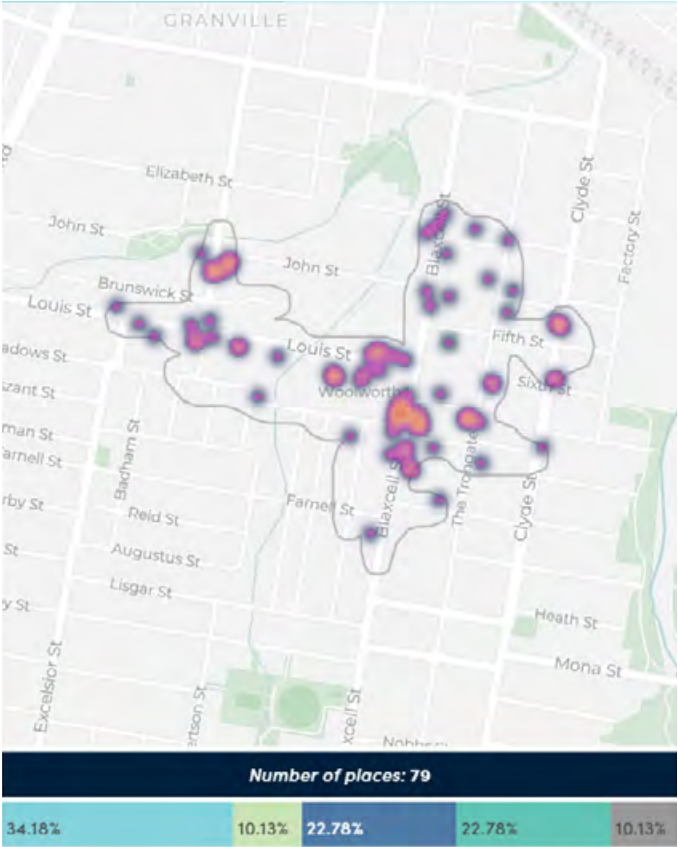 GRANVILLE
Elizabeth St
Clyde St
John St
Blaxcell St
Factory St
John St
Brunswick St
Louis St
Fifth St
Louis St
adows St
Sixth St
Woolworths
zant St
man St
arnell St
Badham St
The Trongate
Farnell St
Blaxcell St
Clyde St
rby St
Reid St
St
Augustus St
Lisgar St
y St
Heath St
Mona St
Excelsior St
rtson St
xcell St
Number of places: 79
34.18% 10.13% 22.78% 22.78% 10.13%